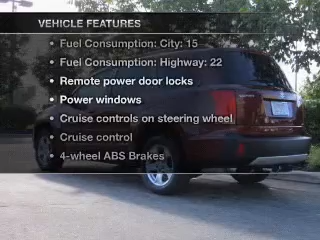 VEHICLE FEATURES
• Fuel Consumption: City: 15
• Fuel Consumption: Highway: 22
• Remote power door locks
• Power windows
• Cruise controls on steering wheel
• Cruise control
• 4-wheel ABS Brakes